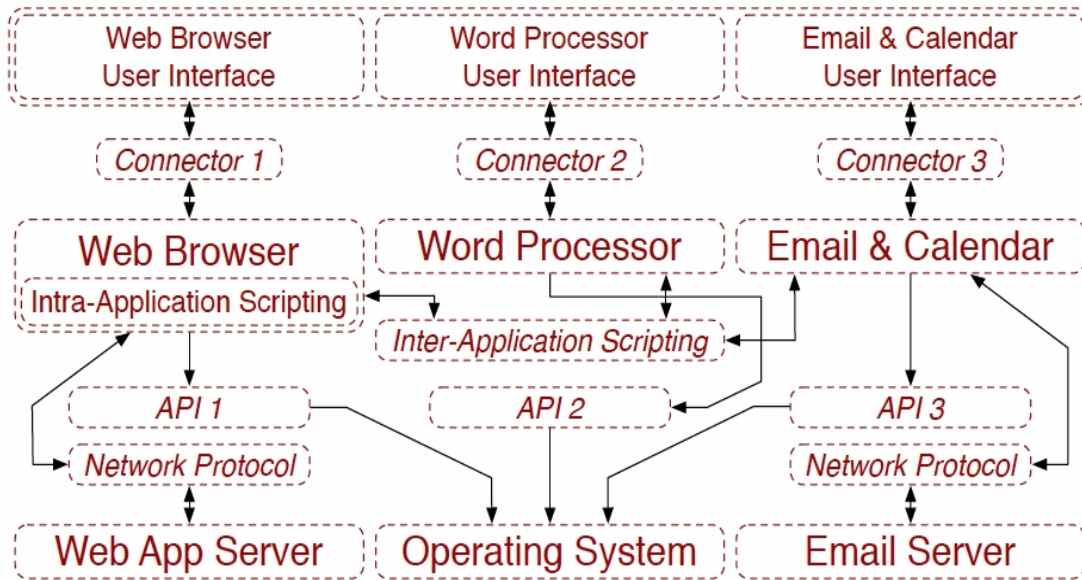 Web Browser
User Interface
Word Processor
User Interface
Email & Calendar
User Interface
Connector 1
Connector 2
Connector 3
Web Browser
Intra-Application Scripting
Word Processor
Email & Calendar
Inter-Application Scripting
API 1
API 2
API 3
Network Protocol
Network Protocol
Web App Server
Operating System
Email Server